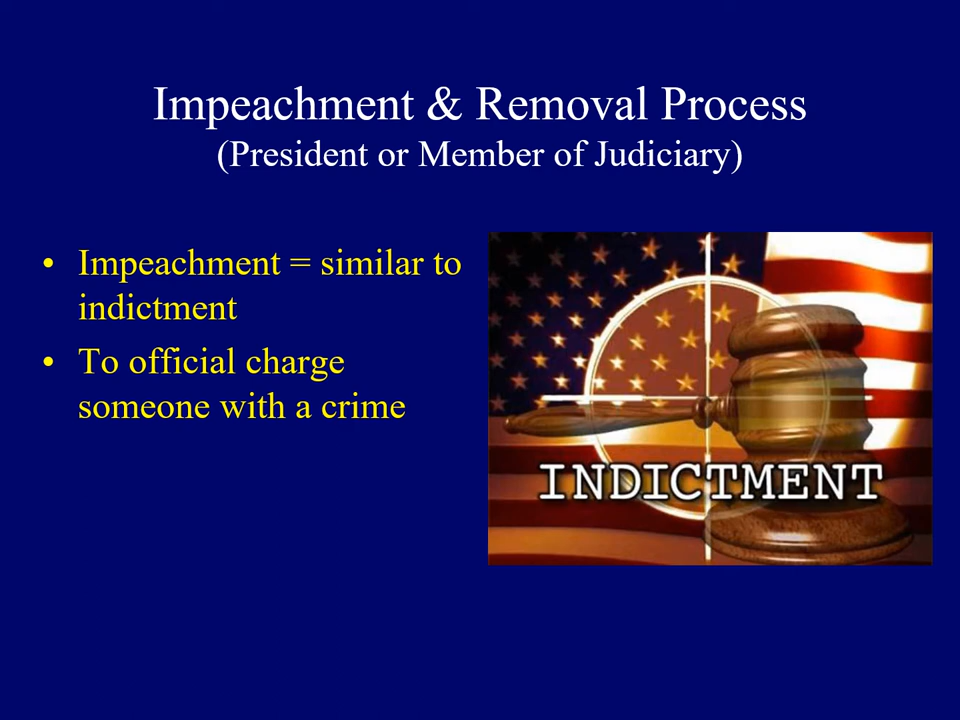 Impeachment & Removal Process
(President or Member of Judiciary)
• Impeachment = similar to
indictment
• To official charge
someone with a crime
INDICTMENT